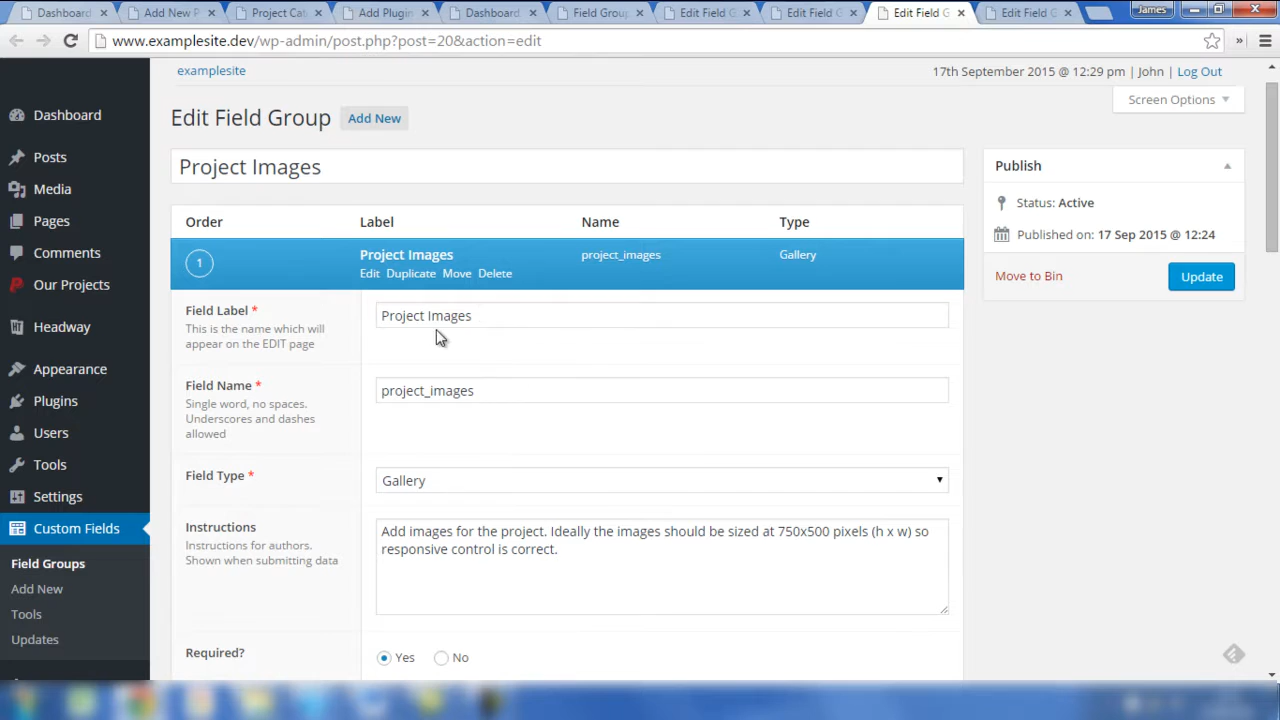 Dashboard
Add New P
Project Cat
Add Plugin
Dashboard
Field Group
Edit Field G
Edit Field G
Edit Field G
Edit Field G
James
www.examplesite.dev/wp-admin/post.php?post=20&action=edit
examplesite
17th September 2015 @ 12:29 pm | John | Log Out
Screen Options
Edit Field Group Add New
Project Images
Order Label Name Type
1 Project Images project_images Gallery
Edit Duplicate Move Delete
Field Label *
This is the name which will
appear on the EDIT page
Project Images
Field Name *
Single word, no spaces.
Underscores and dashes
allowed
project_images
Field Type *
Gallery
Instructions
Instructions for authors.
Shown when submitting data
Add images for the project. Ideally the images should be sized at 750x500 pixels (h x w) so
responsive control is correct.
Required?
Yes No
Publish
Status: Active
Published on: 17 Sep 2015 @ 12:24
Move to Bin Update
Dashboard
Posts
Media
Pages
Comments
Our Projects
Headway
Appearance
Plugins
Users
Tools
Settings
Custom Fields
Field Groups
Add New
Tools
Updates